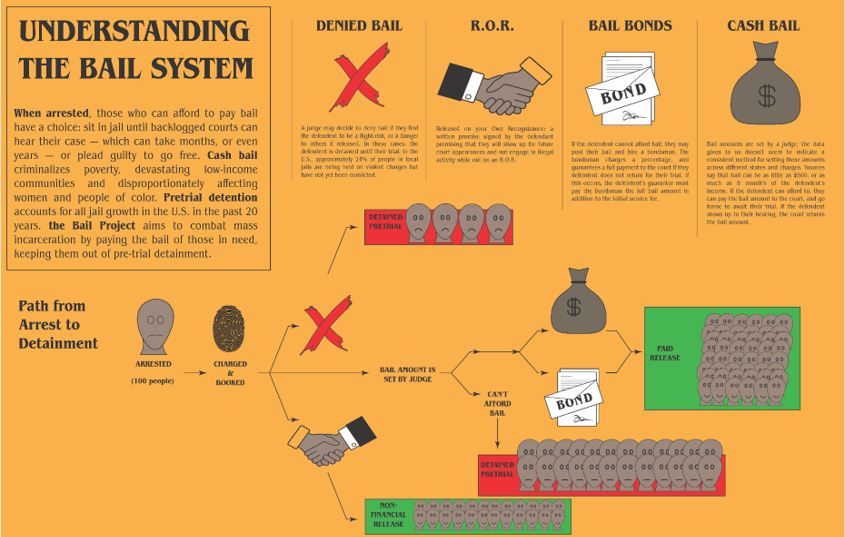 UNDERSTANDING
THE BAIL SYSTEM
When arrested, those who can afford to pay bail
have a choice: sit in jail until backlogged courts can
hear their case — which can take months, or even
years — or plead guilty to go free. Cash bail
criminalizes poverty, devastating low-income
communities and disproportionately affecting
women and people of color. Pretrial detention
accounts for all jail growth in the U.S. in the past 20
years. the Bail Project aims to combat mass
incarceration by paying the bail of those in need,
keeping them out of pre-trial detainment.
DENIED BAIL
A judge may decide to deny bail if they find
the defendent to be a flight risk, or a danger
to others if released. In these cases, the
defendent is detained until their trial. In the
U.S., approximately 24% of people in local
jails are being held on violent charges but
have not yet been convicted.
R.O.R.
Released on your Own Recognizance: a
written promise signed by the defendant
promising that they will show up for future
court appearances and not engage in illegal
activity while out on an R.O.R.
BAIL BONDS
BOND
If the defendent cannot afford bail, they may
post their bail and hire a bondsman. The
bondsman charges a percentage, and
guarantees a full payment to the court if they
defendent does not return for their trial. If
this occurs, the defendent's guarantor must
pay the bondsman the full bail amount in
addition to the initial service fee.
CASH BAIL
$
Bail amounts are set by a judge, the data
given to us doesn't seem to indicate a
consistent method for setting these amounts
across different states and charges. Sources
say that bail can be as little as $500, or as
much as 8 month's of the defendent's
income. If the defendent can afford to, they
can pay the bail amount to the court, and go
home to await their trial. If the defendent
shows up to their hearing, the court returns
the bail amount.
DETAINED
PRETRIAL
Path from
Arrest to
Detainment
ARRESTED
(100 people)
CHARGED
&
BOOKED
BAIL AMOUNT IS
SET BY JUDGE
$
BOND
CAN'T
AFFORD
BAIL
PAID
RELEASE
DETAINED
PRETRIAL
NON-
FINANCIAL
RELEASE